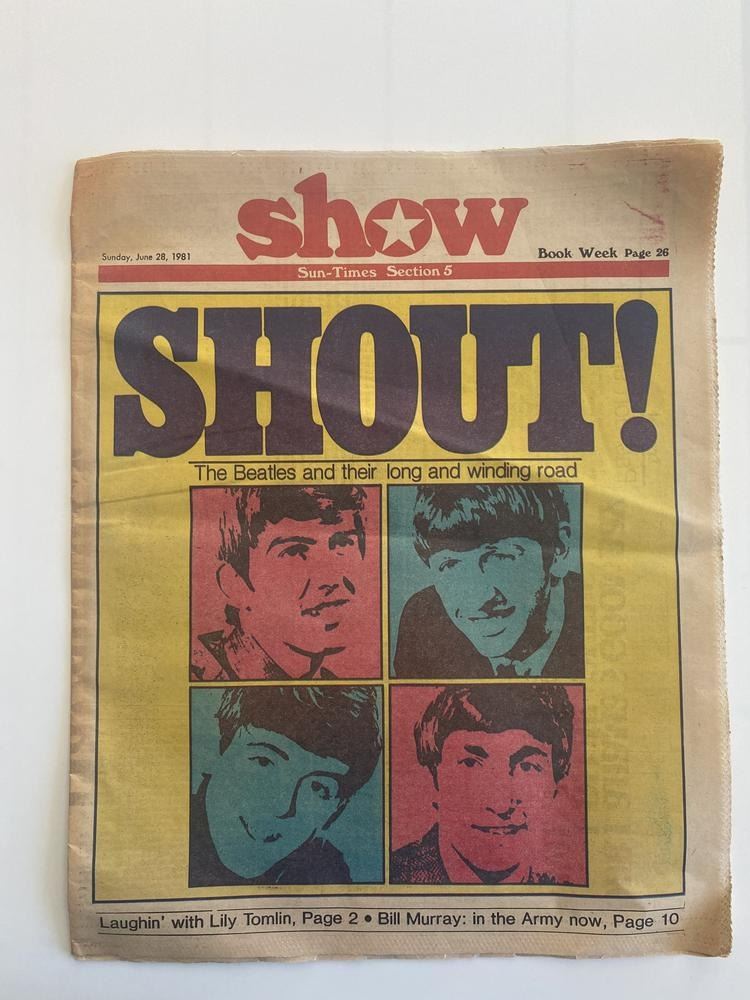 show
Sunday, June 28, 1981
Book Week Page 26
Sun-Times Section 5
SHOUT!
The Beatles and their long and winding road
Laughin' with Lily Tomlin, Page 2 • Bill Murray: in the Army now, Page 10